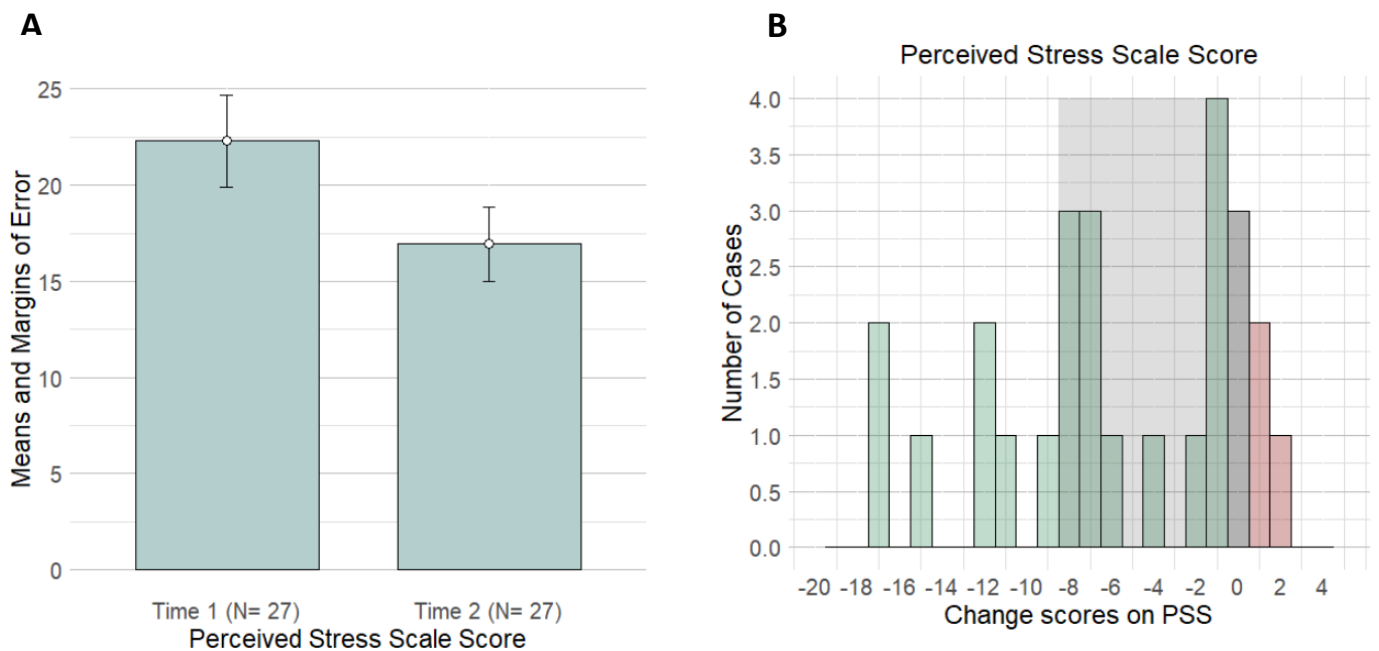 A
25
20
15
10
5
0
Means and Margins of Error
Time 1 (N= 27)
Time 2 (N= 27)
Perceived Stress Scale Score
B
Perceived Stress Scale Score
4.0
3.5
3.0
2.5
2.0
1.5
1.0
0.5
0.0
Number of Cases
-20 -18 -16 -14 -12 -10 -8 -6 -4 -2 0 2 4
Change scores on PSS